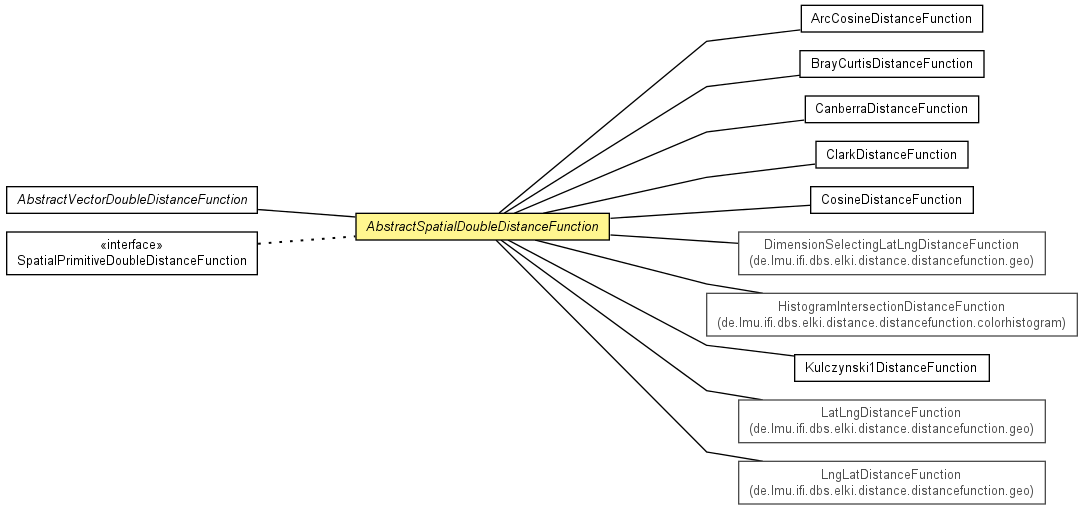 ArcCosineDistanceFunction
BrayCurtisDistanceFunction
CanberraDistanceFunction
ClarkDistanceFunction
AbstractVectorDoubleDistanceFunction
CosineDistanceFunction
AbstractSpatialDoubleDistanceFunction
«interface»
SpatialPrimitiveDoubleDistanceFunction
DimensionSelectingLatLngDistanceFunction
(de.lmu.ifi.dbs.elki.distance.distancefunction.geo)
HistogramIntersectionDistanceFunction
(de.lmu.ifi.dbs.elki.distance.distancefunction.colorhistogram)
Kulczynski1DistanceFunction
LatLngDistanceFunction
(de.lmu.ifi.dbs.elki.distance.distancefunction.geo)
LngLatDistanceFunction
(de.lmu.ifi.dbs.elki.distance.distancefunction.geo)